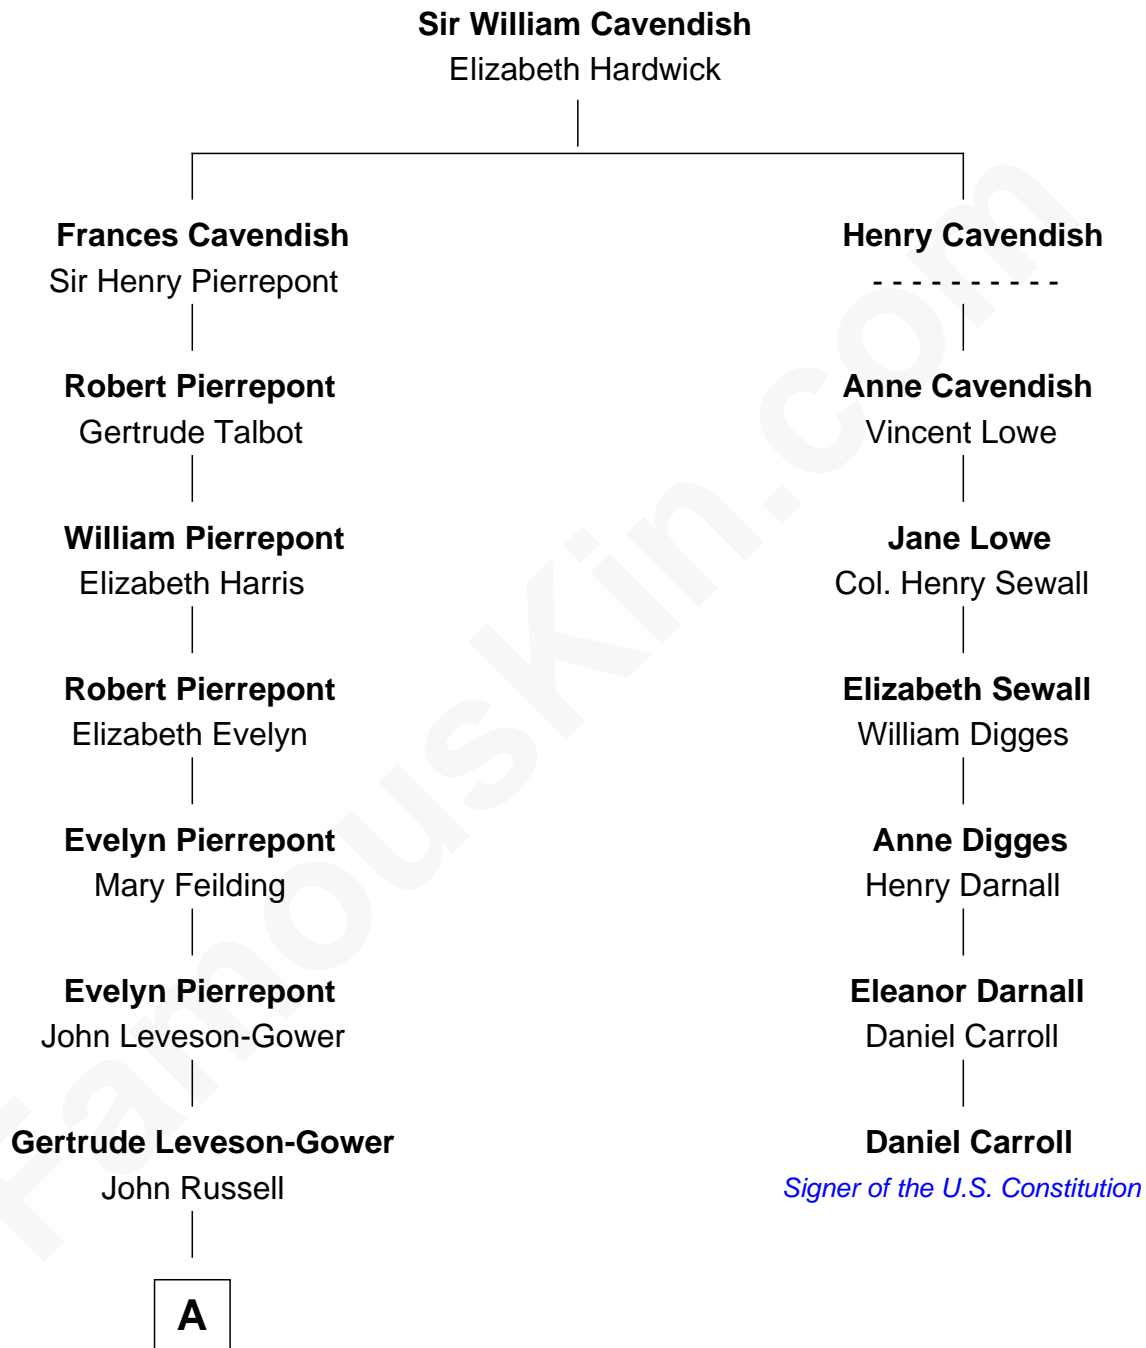 Sir William Cavendish
Elizabeth Hardwick
Frances Cavendish
Sir Henry Pierrepont
Henry Cavendish
- - - - - - - - - -
Robert Pierrepont
Gertrude Talbot
Anne Cavendish
Vincent Lowe
William Pierrepont
Elizabeth Harris
Jane Lowe
Col. Henry Sewall
Robert Pierrepont
Elizabeth Evelyn
Elizabeth Sewall
William Digges
Evelyn Pierrepont
Mary Feilding
Anne Digges
Henry Darnall
Evelyn Pierrepont
John Leveson-Gower
Eleanor Darnall
Daniel Carroll
Gertrude Leveson-Gower
John Russell
Daniel Carroll
Signer of the U.S. Constitution
A
FamousKin.com